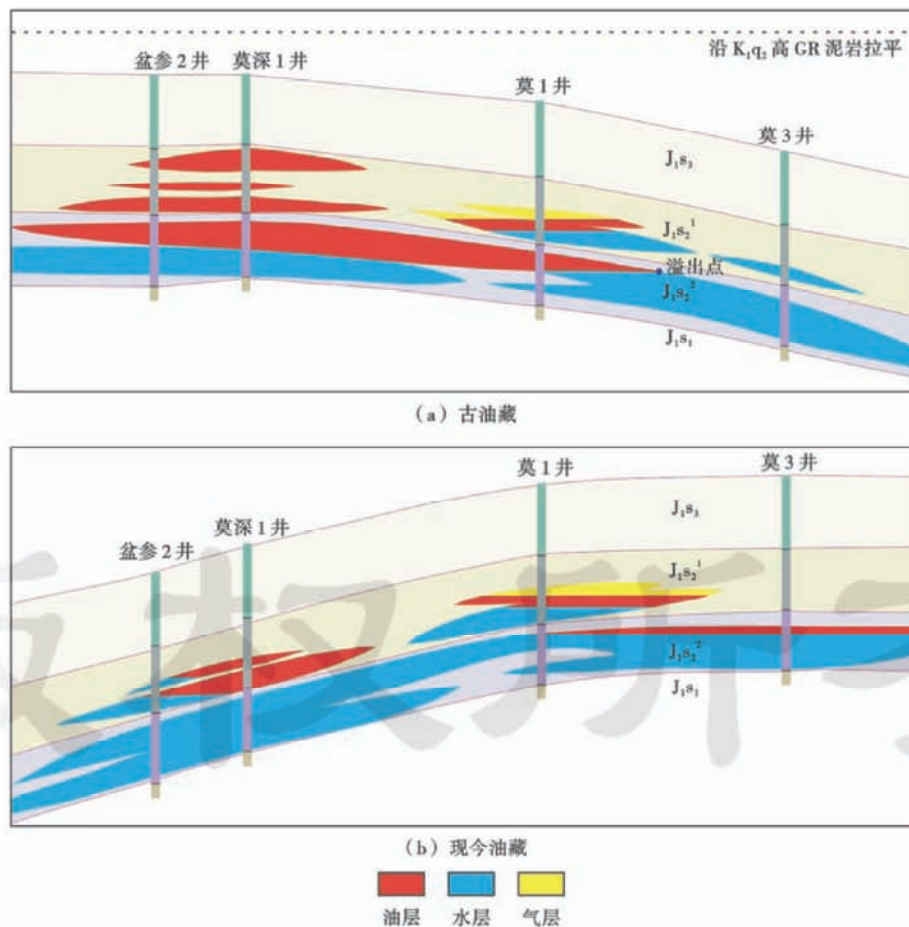 沿 K₁q₂ 高 GR 泥岩拉平
盆参 2 井
莫深 1 井
莫 1 井
莫 3 井
J₁s₃
J₁s₂¹
溢出点
J₁s₂²
J₁s₁
(a) 古油藏
莫 1 井
莫 3 井
莫深 1 井
盆参 2 井
J₁s₃
J₁s₂¹
J₁s₂²
J₁s₁
(b) 现今油藏
油层
水层
气层
版权所